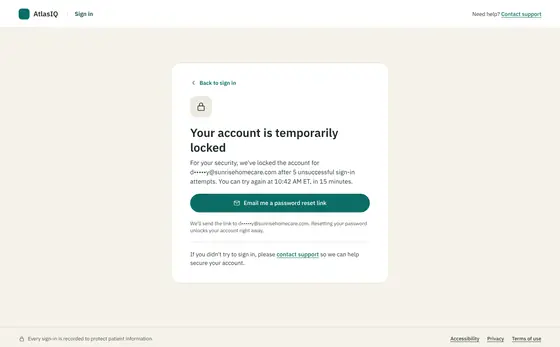 AtlasIQ
Sign in
Need help? Contact support
Back to sign in
Your account is temporarily
locked
For your security, we've locked the account for
d•••••y@sunrisehomecare.com after 5 unsuccessful sign-in
attempts. You can try again at 10:42 AM ET, in 15 minutes.
Email me a password reset link
We'll send the link to d•••••y@sunrisehomecare.com. Resetting your password
unlocks your account right away.
If you didn't try to sign in, please contact support so we can help
secure your account.
Every sign-in is recorded to protect patient information.
Accessibility
Privacy
Terms of use